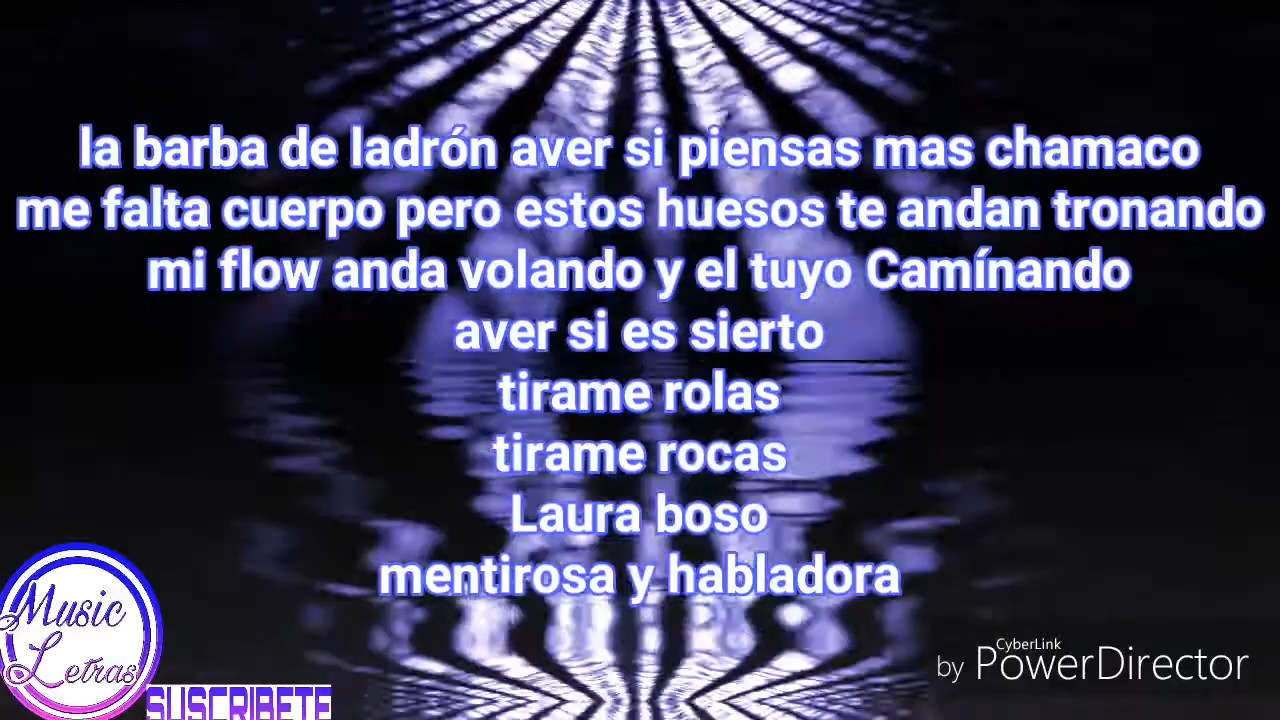 la barba de ladrón aver si piensas mas chamaco
me falta cuerpo pero estos huesos te andan tronando
mi flow anda volando y el tuyo Camínando
aver si es sierto
tirame rolas
tirame rocas
Laura boso
mentirosa y habladora
Music
Letras
SUSCRIBETE
CyberLink
by PowerDirector